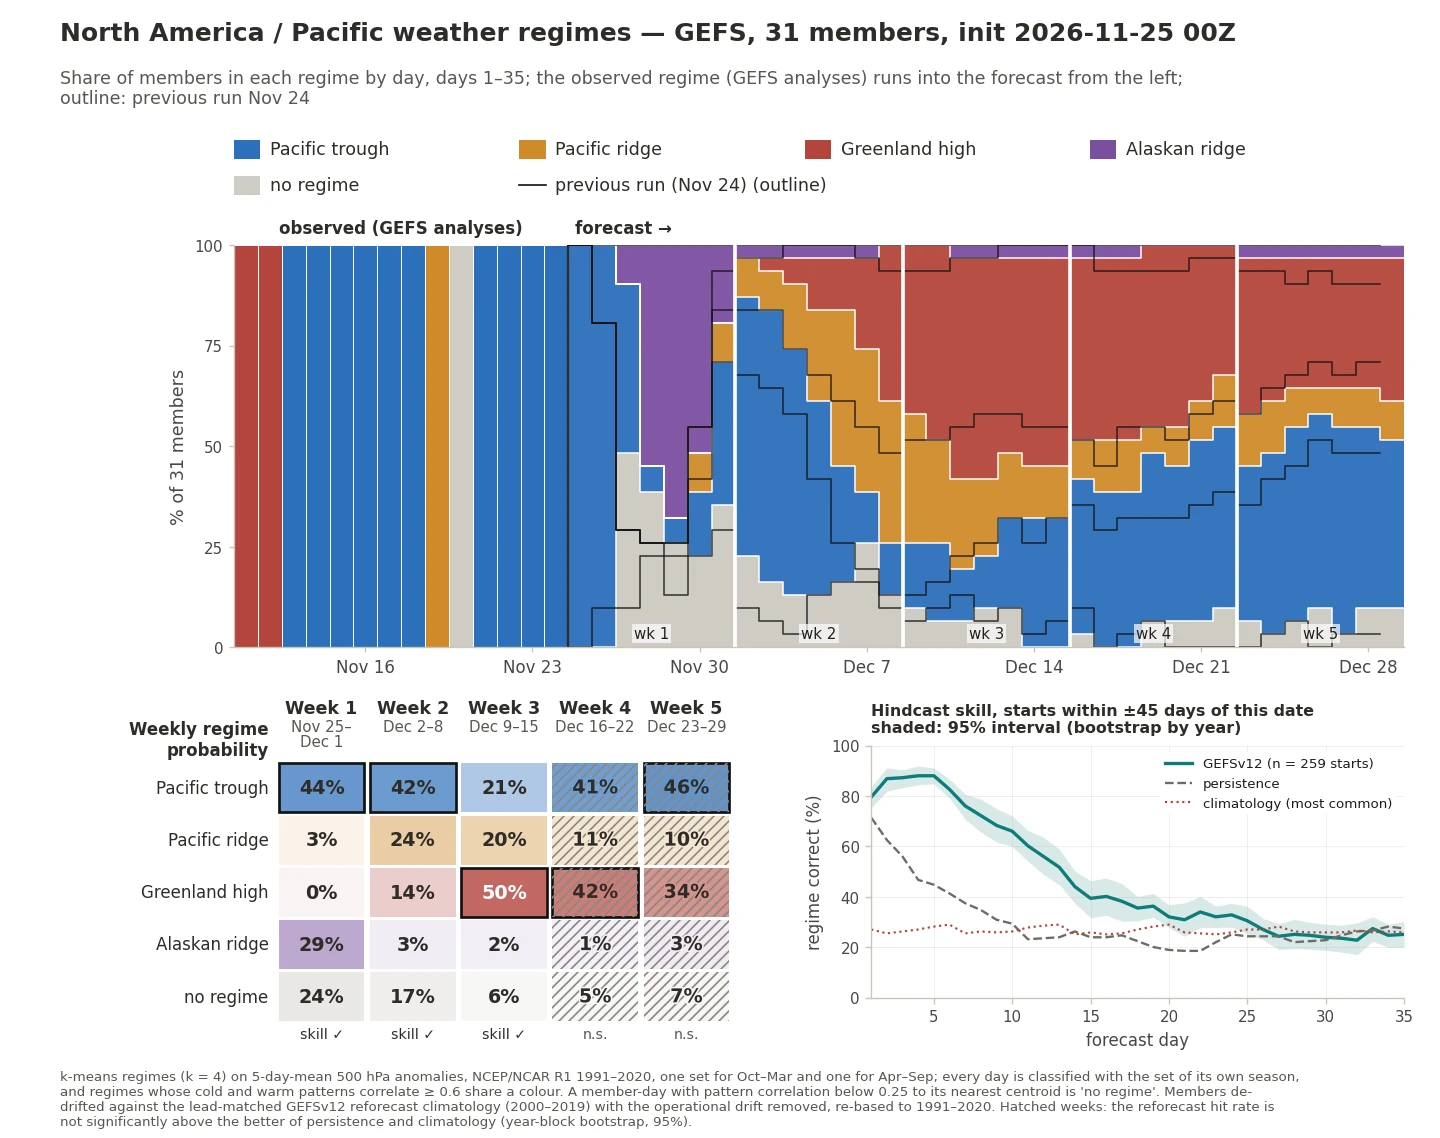 North America / Pacific weather regimes — GEFS, 31 members, init 2026-11-25 00Z
Share of members in each regime by day, days 1–35; the observed regime (GEFS analyses) runs into the forecast from the left;
outline: previous run Nov 24
Pacific trough
Pacific ridge
Greenland high
Alaskan ridge
no regime
previous run (Nov 24) (outline)
observed (GEFS analyses)
forecast →
100
75
50
25
0
% of 31 members
wk 1
wk 2
wk 3
wk 4
wk 5
Nov 16
Nov 23
Nov 30
Dec 7
Dec 14
Dec 21
Dec 28
Weekly regime
probability
Week 1
Nov 25–
Dec 1
Week 2
Dec 2–8
Week 3
Dec 9–15
Week 4
Dec 16–22
Week 5
Dec 23–29
Pacific trough 44% 42% 21% 41% 46%
Pacific ridge 3% 24% 20% 11% 10%
Greenland high 0% 14% 50% 42% 34%
Alaskan ridge 29% 3% 2% 1% 3%
no regime 24% 17% 6% 5% 7%
skill ✓ skill ✓ skill ✓ n.s. n.s.
Hindcast skill, starts within ±45 days of this date
shaded: 95% interval (bootstrap by year)
GEFSv12 (n = 259 starts)
persistence
climatology (most common)
100
80
60
40
20
0
regime correct (%)
5
10
15
20
25
30
35
forecast day
k-means regimes (k = 4) on 5-day-mean 500 hPa anomalies, NCEP/NCAR R1 1991–2020, one set for Oct–Mar and one for Apr–Sep; every day is classified with the set of its own season,
and regimes whose cold and warm patterns correlate ≥ 0.6 share a colour. A member-day with pattern correlation below 0.25 to its nearest centroid is 'no regime'. Members de-
drifted against the lead-matched GEFSv12 reforecast climatology (2000–2019) with the operational drift removed, re-based to 1991–2020. Hatched weeks: the reforecast hit rate is
not significantly above the better of persistence and climatology (year-block bootstrap, 95%).